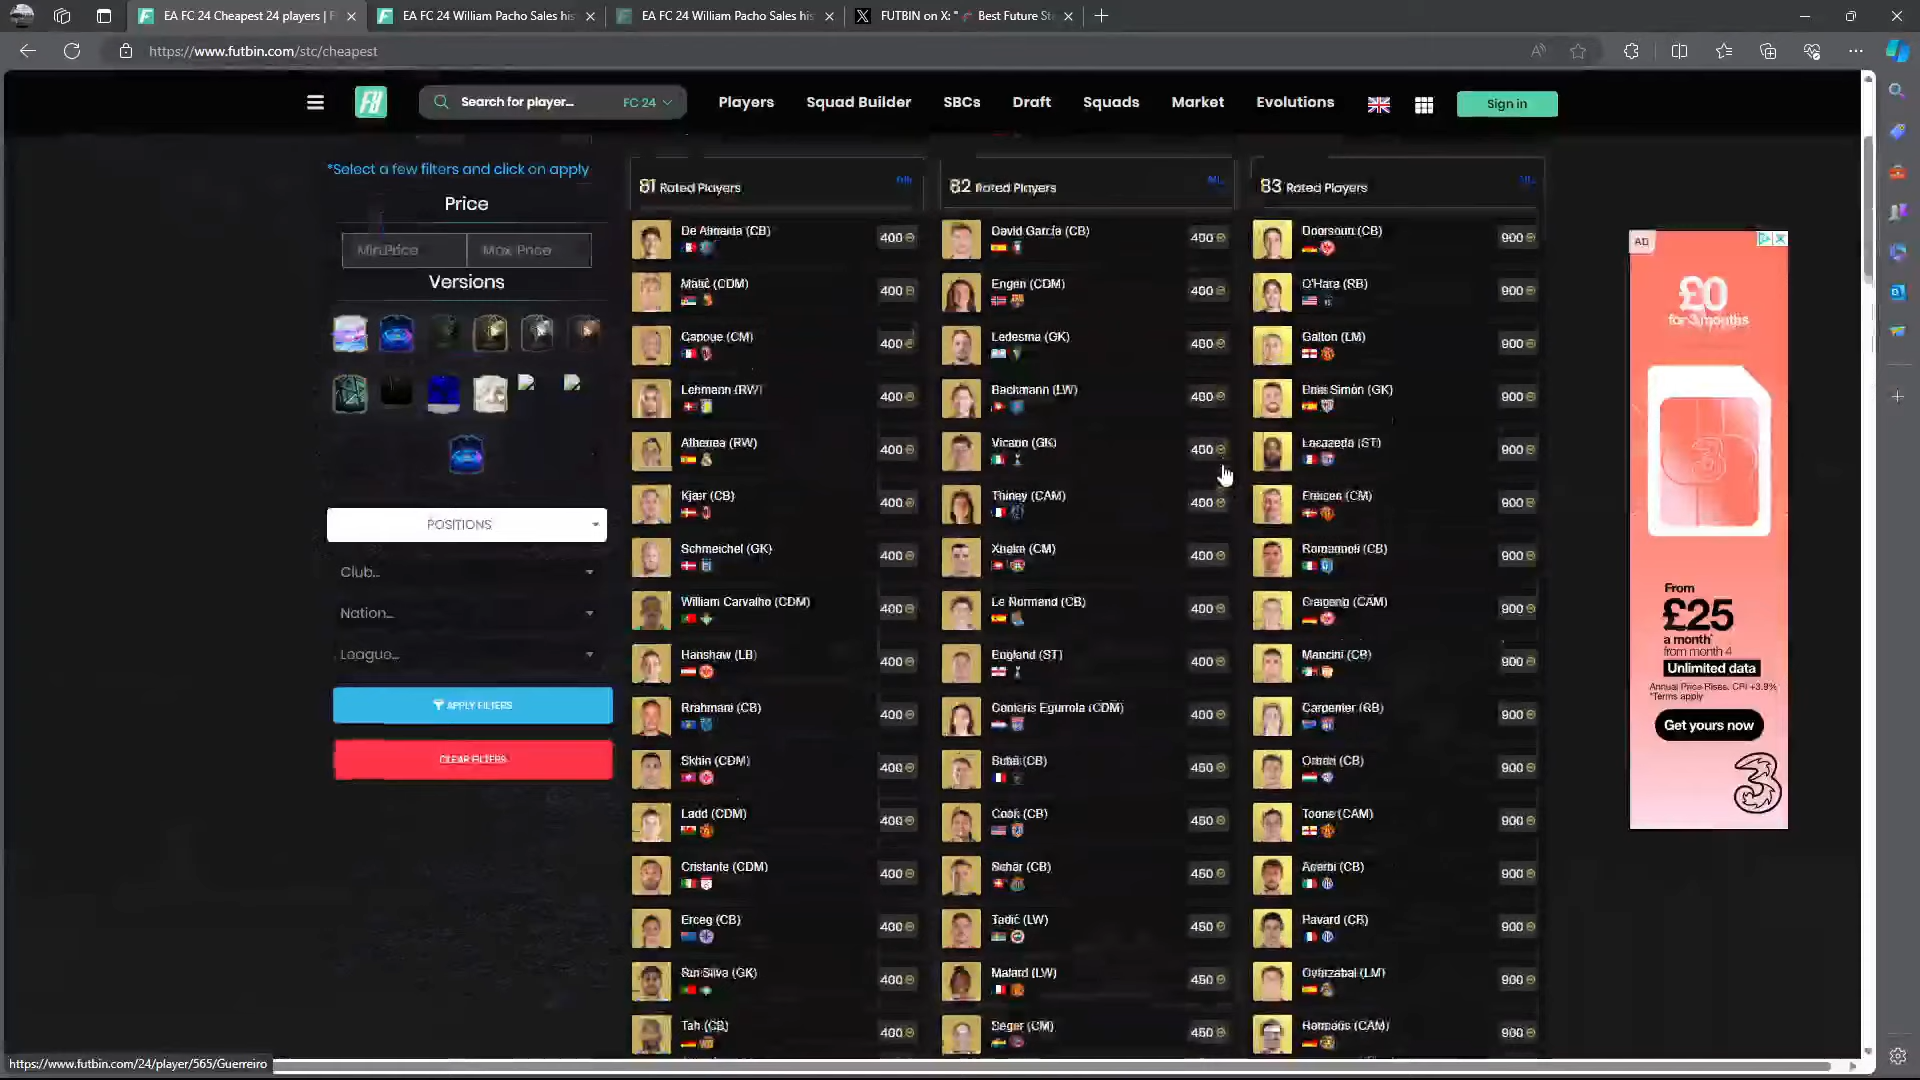 EA FC 24 Cheapest 24 players | F
EA FC 24 William Pacho Sales his
EA FC 24 William Pacho Sales his
FUTBIN on X: " Best Future St
https://www.futbin.com/stc/cheapest
Search for player... FC 24
Players Squad Builder SBCs Draft Squads Market Evolutions
Sign in
*Select a few filters and click on apply
Price
Min.Price Max Price
Versions
POSITIONS
Club...
Nation...
League...
APPLY FILTERS
CLEAR FILTERS
81 Rated Players
De Almeida (CB) 400
Matić (CDM) 400
Capoue (CM) 400
Lehmann (RW) 400
Athenea (RW) 400
Kjær (CB) 400
Schmeichel (GK) 400
William Carvalho (CDM) 400
Hanshaw (LB) 400
Rrahmani (CB) 400
Skhiri (CDM) 400
Ladd (CDM) 400
Cristante (CDM) 400
Erceg (CB) 400
Rui Silva (GK) 400
Tah (CB) 400
82 Rated Players
David García (CB) 400
Engen (CDM) 400
Ledesma (GK) 400
Bachmann (LW) 400
Vicario (GK) 400
Thiney (CAM) 400
Xhaka (CM) 400
Le Normand (CB) 400
England (ST) 400
(CDM) 400
(CB) 450
Cook (CB) 450
Schär (CB) 450
Tadić (LW) 450
Malard (LW) 450
Seger (CM) 450
83 Rated Players
Doorsoun (CB) 900
O'Hara (RB) 900
Galton (LM) 900
Unai Simón (GK) 900
Lacazette (ST) 900
Eriksen (CM) 900
Romagnoli (CB) 900
(CAM) 900
Mancini (CB) 900
Carpenter (RB) 900
Orban (CB) 900
Toone (CAM) 900
Acerbi (CB) 900
Pavard (CB) 900
Oyarzabal (LM) 900
(CAM) 900
AD
£0
for 3 months
3
From
£25
a month*
from month 4
Unlimited data
Annual Price Rises. CPI +3.9%
*Terms apply
Get yours now
https://www.futbin.com/24/player/565/Guerreiro